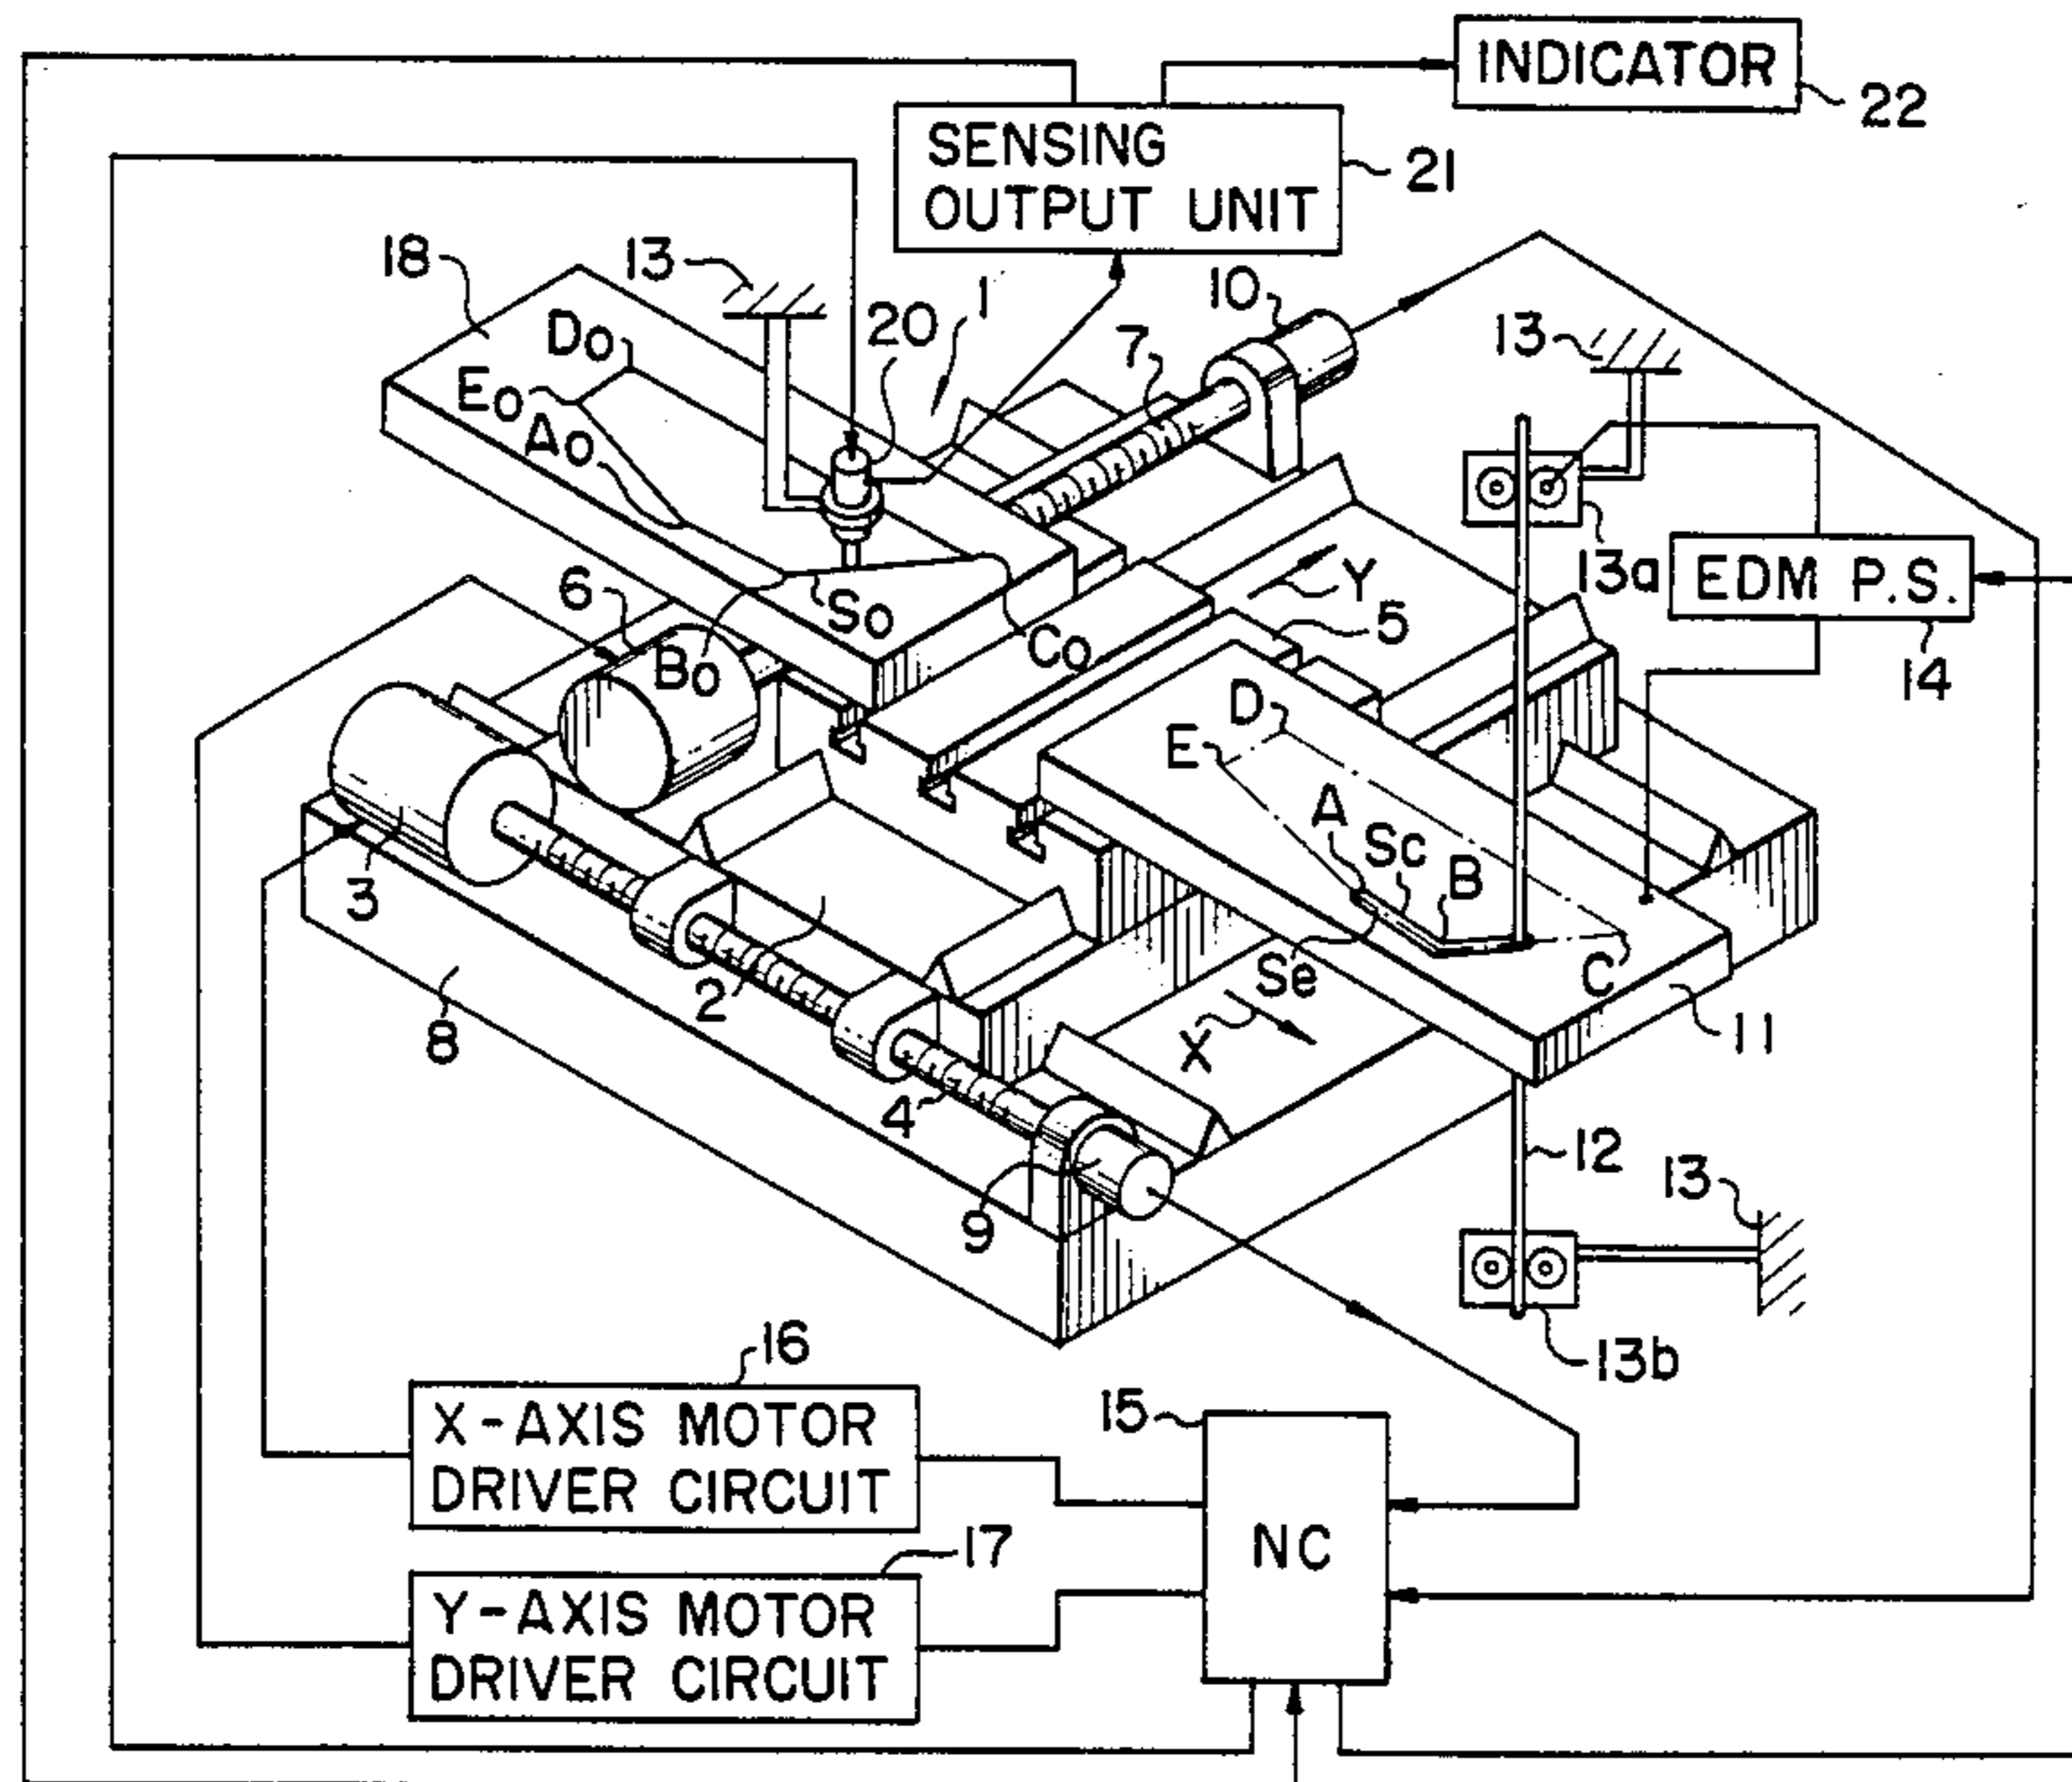 INDICATOR
22
SENSING
OUTPUT UNIT
21
18
13
20
1
10
7
13
Do
Eo
Ao
13a
EDM P.S.
14
Y
5
6
So
Bo
Co
D
E
A
Sc
B
3
Se
C
2
X
11
8
4
12
9
13
13b
16
X-AXIS MOTOR
DRIVER CIRCUIT
15
NC
17
Y-AXIS MOTOR
DRIVER CIRCUIT